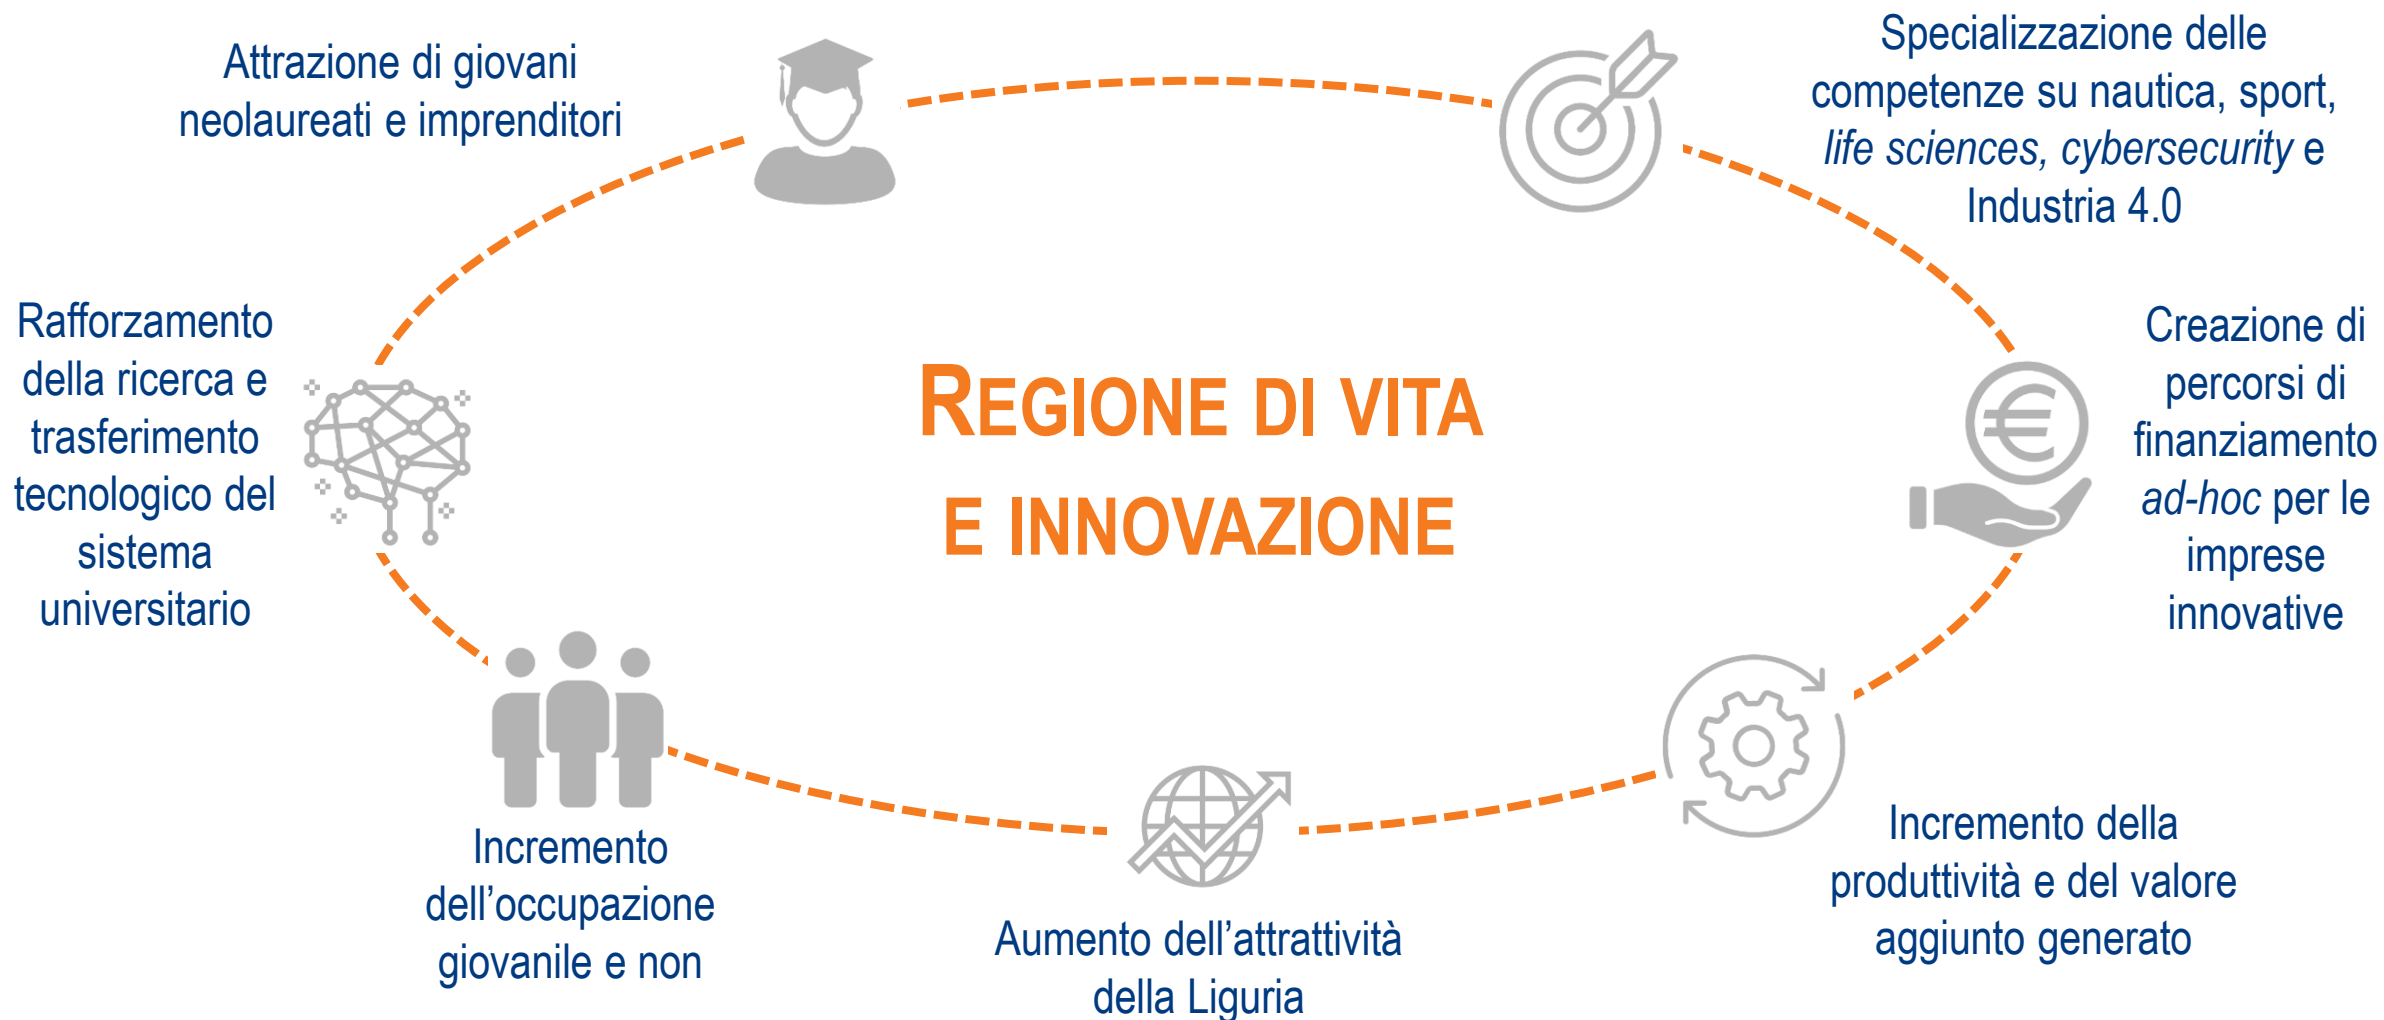 Attrazione di giovani
neolaureati e imprenditori
Specializzazione delle
competenze su nautica, sport,
life sciences, cybersecurity e
Industria 4.0
Rafforzamento
della ricerca e
trasferimento
tecnologico del
sistema
universitario
REGIONE DI VITA
E INNOVAZIONE
Creazione di
percorsi di
finanziamento
ad-hoc per le
imprese
innovative
Incremento
dell’occupazione
giovanile e non
Aumento dell’attrattività
della Liguria
Incremento della
produttività e del valore
aggiunto generato